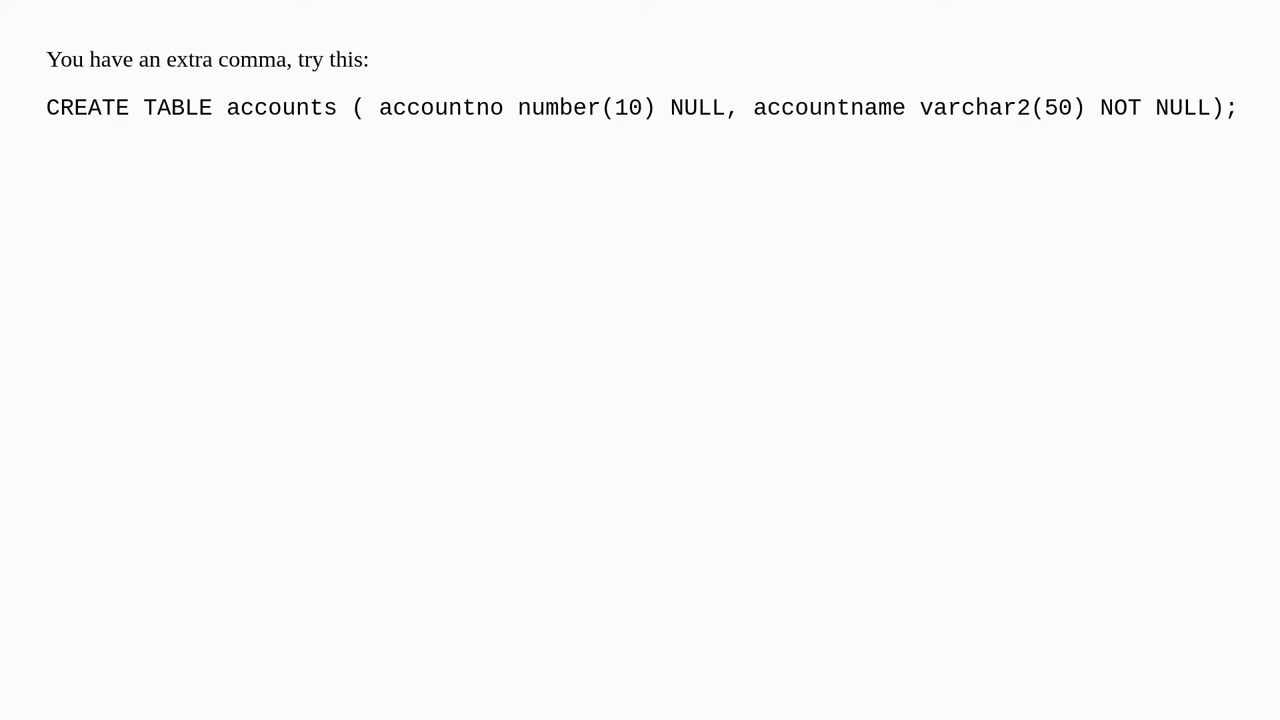 You have an extra comma, try this:
CREATE TABLE accounts ( accountno number(10) NULL, accountname varchar2(50) NOT NULL);